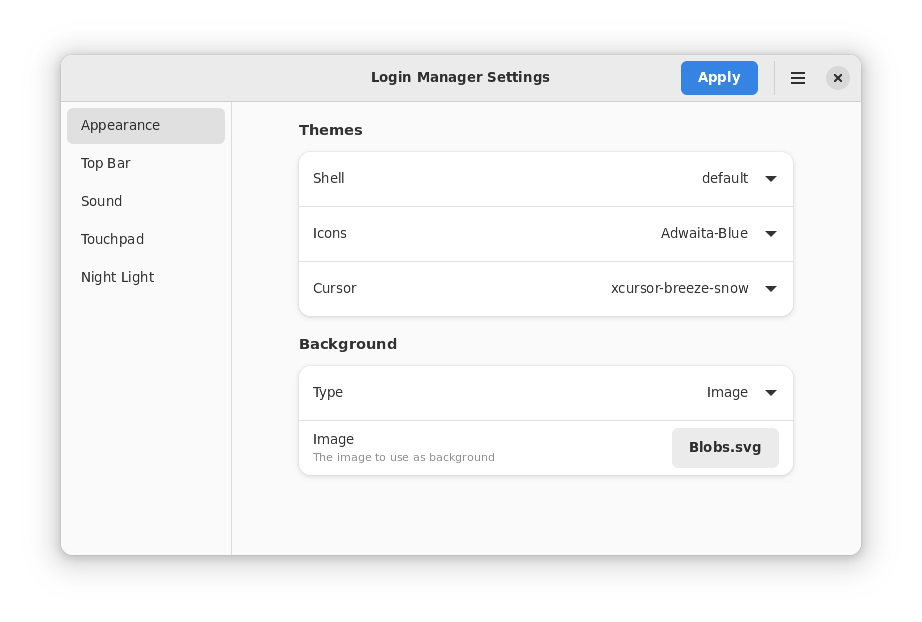 Login Manager Settings
Apply
Appearance
Top Bar
Sound
Touchpad
Night Light
Themes
Shell default
Icons Adwaita-Blue
Cursor xcursor-breeze-snow
Background
Type Image
Image
The image to use as background
Blobs.svg